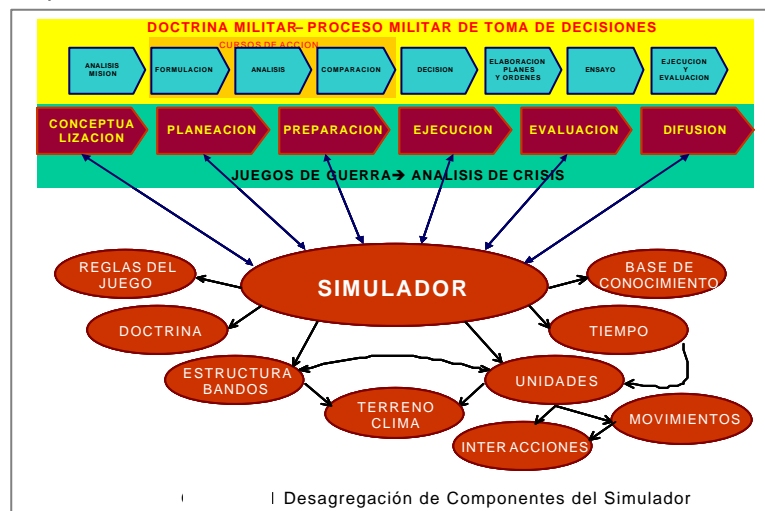 DOCTRINA MILITAR– PROCESO MILITAR DE TOMA DE DECISIONES
CURSOS DE ACCION
ANALISIS
MISION
FORMULACION
ANALISIS
COMPARACION
DECISION
ELABORACION
PLANES
Y ORDENES
ENSAYO
EJECUCION
Y
EVALUACION
CONCEPTUA
LIZACION
PLANEACION
PREPARACION
EJECUCION
EVALUACION
DIFUSION
JUEGOS DE GUERRA➔ ANALISIS DE CRISIS
SIMULADOR
REGLAS DEL
JUEGO
BASE DE
CONOCIMIENTO
DOCTRINA
TIEMPO
ESTRUCTURA
BANDOS
UNIDADES
TERRENO
CLIMA
MOVIMIENTOS
INTERACCIONES
Desagregación de Componentes del Simulador